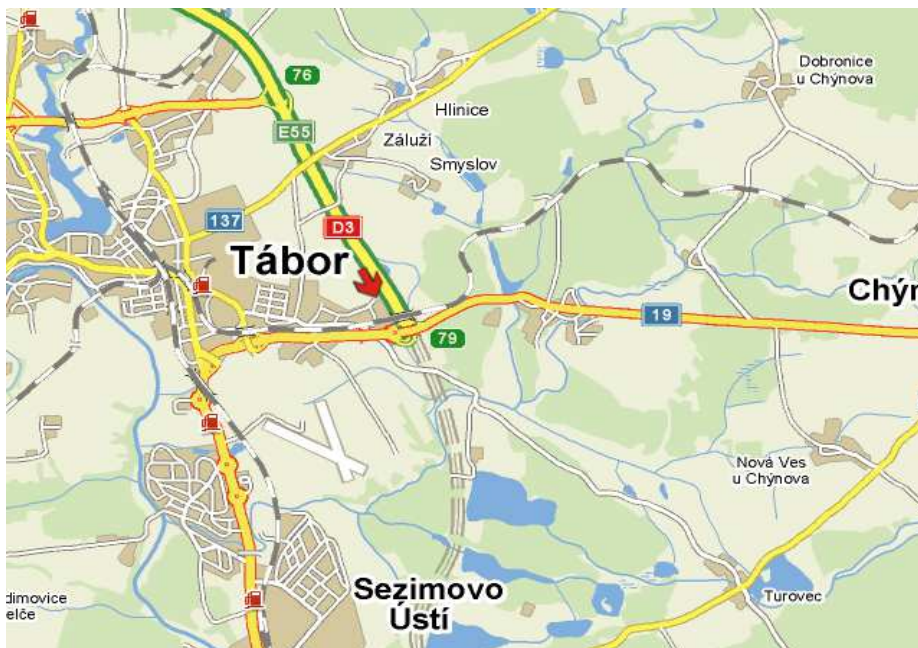 76
Dobronice
u Chýnova
Hlinice
E55
Záluží
Smyslov
137
D3
Tábor
Chýn
19
79
Nová Ves
u Chýnova
Sezimovo
Ústí
Turovec
dimovice
elče